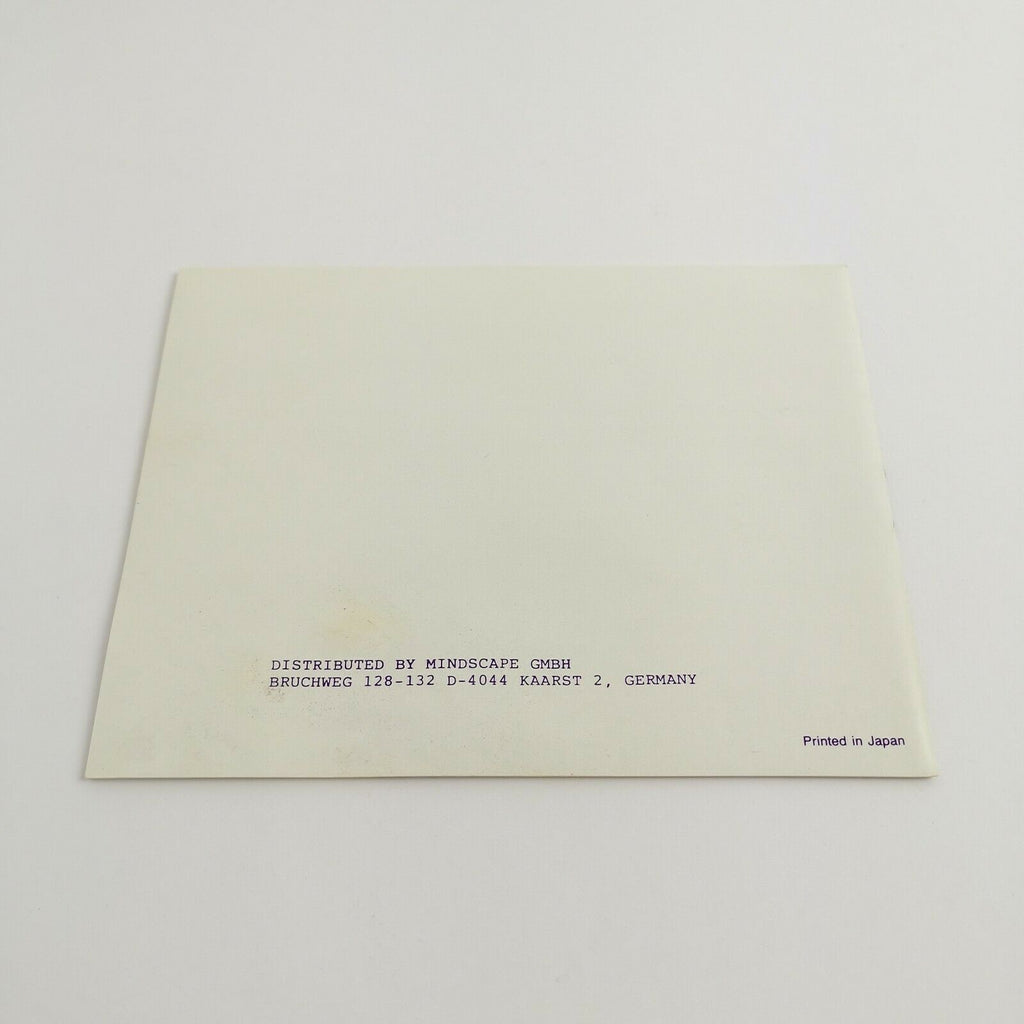 DISTRIBUTED BY MINDSCAPE GMBH
BRUCHWEG 128-132 D-4044 KAARST 2, GERMANY
Printed in Japan